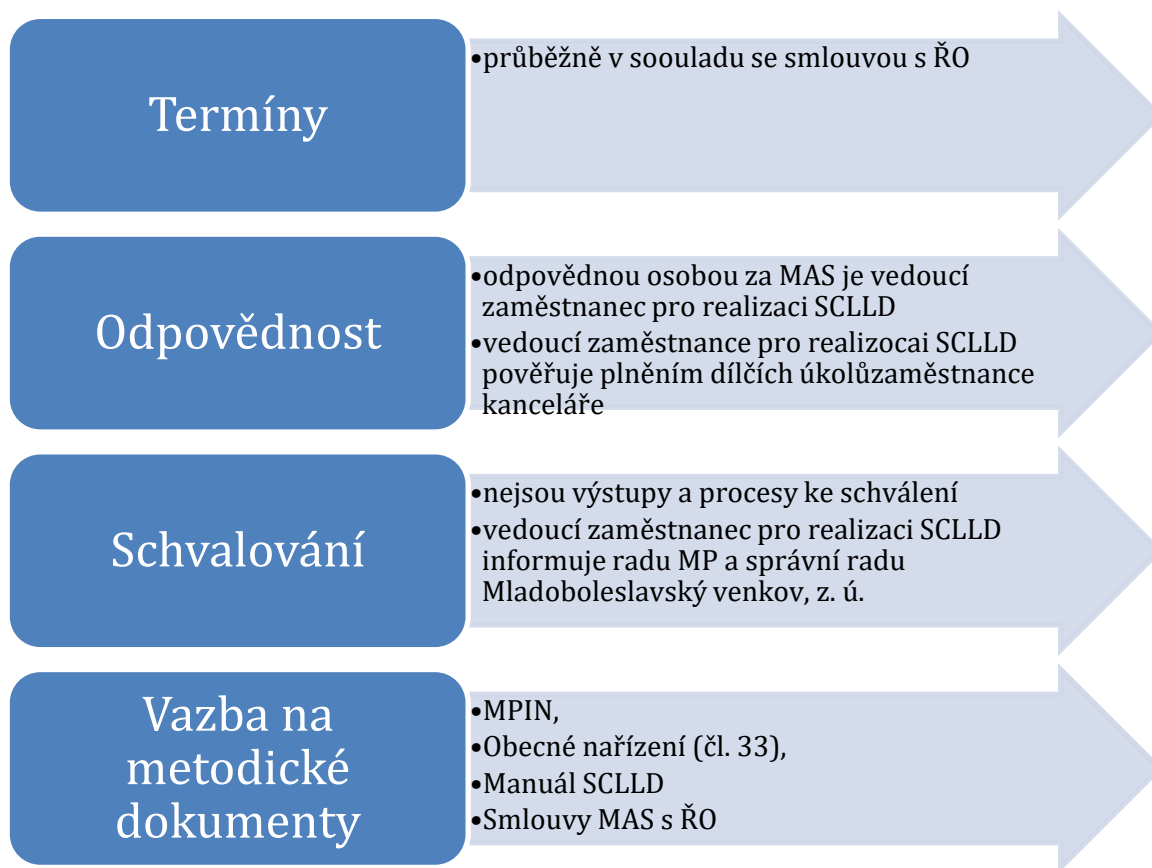 Termíny
•průběžně v soouladu se smlouvou s ŘO
Odpovědnost
•odpovědnou osobou za MAS je vedoucí
zaměstnanec pro realizaci SCLLD
•vedoucí zaměstnance pro realizocai SCLLD
pověřuje plněním dílčích úkolůzaměstnance
kanceláře
Schvalování
•nejsou výstupy a procesy ke schválení
•vedoucí zaměstnanec pro realizaci SCLLD
informuje radu MP a správní radu
Mladoboleslavský venkov, z. ú.
Vazba na
metodické
dokumenty
•MPIN,
•Obecné nařízení (čl. 33),
•Manuál SCLLD
•Smlouvy MAS s ŘO